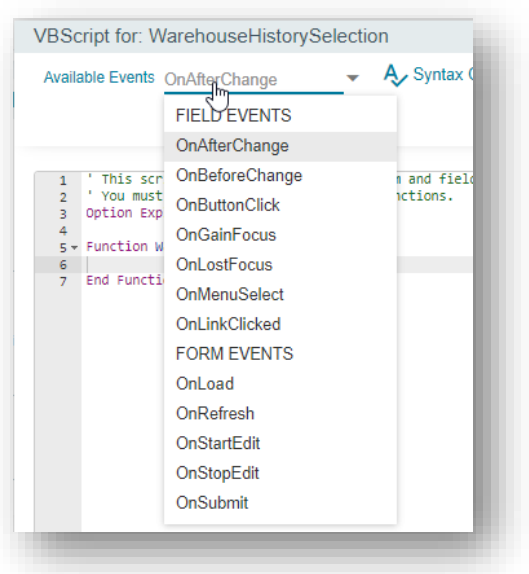 VBScript for: WarehouseHistorySelection
Available Events OnAfterChange Syntax
FIELD EVENTS
OnAfterChange
OnBeforeChange
OnButtonClick
OnGainFocus
OnLostFocus
OnMenuSelect
OnLinkClicked
FORM EVENTS
OnLoad
OnRefresh
OnStartEdit
OnStopEdit
OnSubmit
1 ' This scr and field
2 ' You must nctions.
3 Option Exp
4
5 Function W
6
7 End Functi